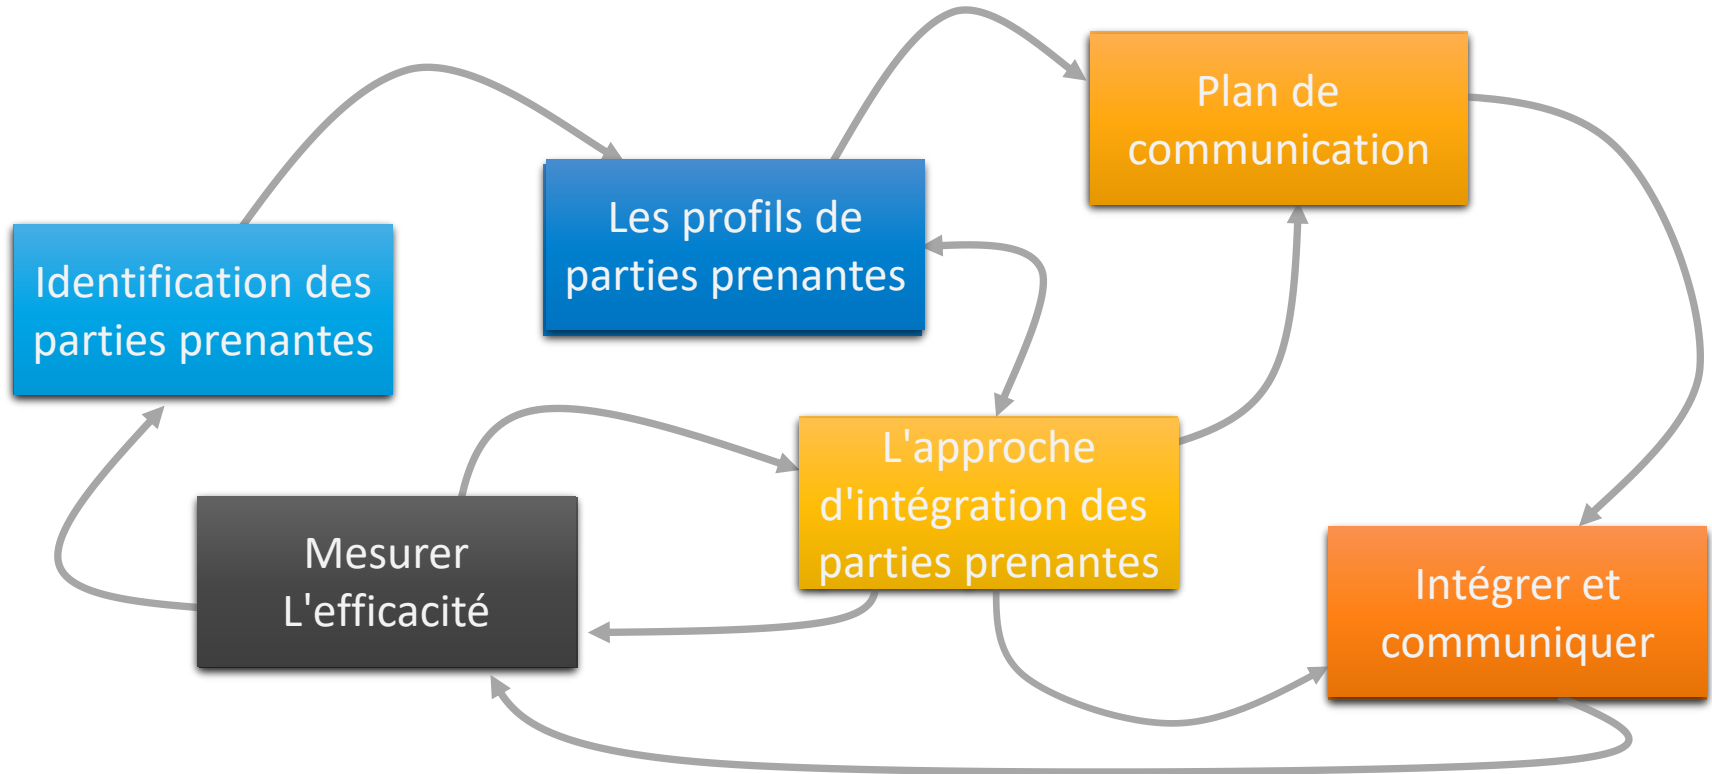 Plan de
communication
Les profils de
parties prenantes
Identification des
parties prenantes
L'approche
d'intégration des
parties prenantes
Mesurer
L'efficacité
Intégrer et
communiquer